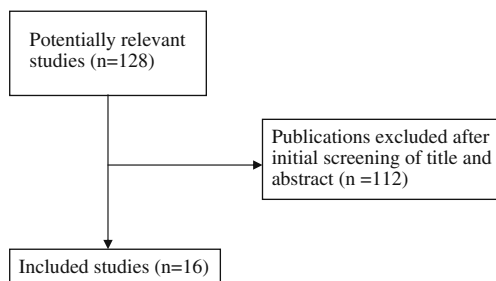 Potentially relevant
studies (n=128)
Publications excluded after
initial screening of title and
abstract (n =112)
Included studies (n=16)